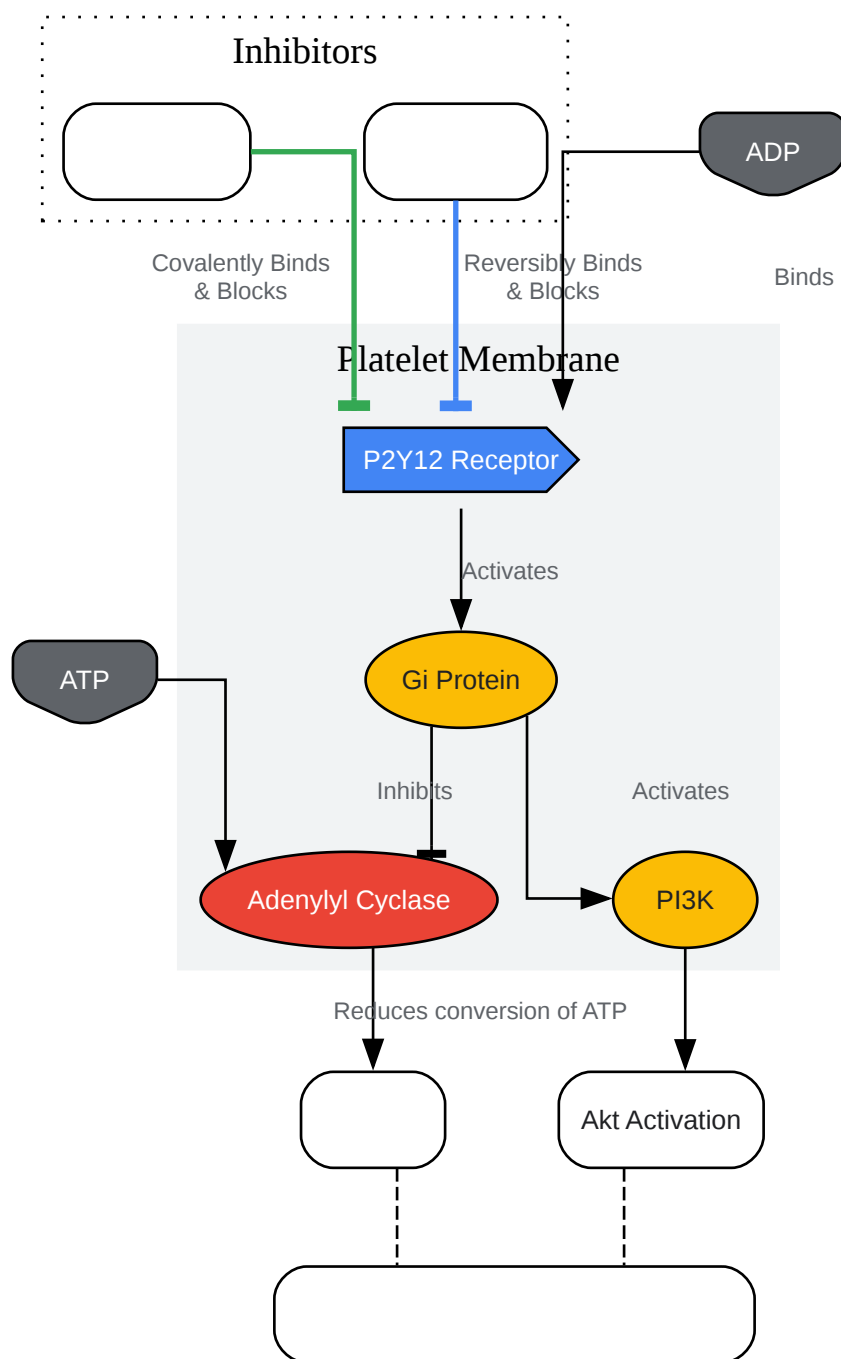 Inhibitors
ADP
Covalently Binds
& Blocks
Reversibly Binds
& Blocks
Binds
Platelet Membrane
P2Y12 Receptor
Activates
ATP
Gi Protein
Inhibits
Activates
Adenylyl Cyclase
PI3K
Reduces conversion of ATP
Akt Activation